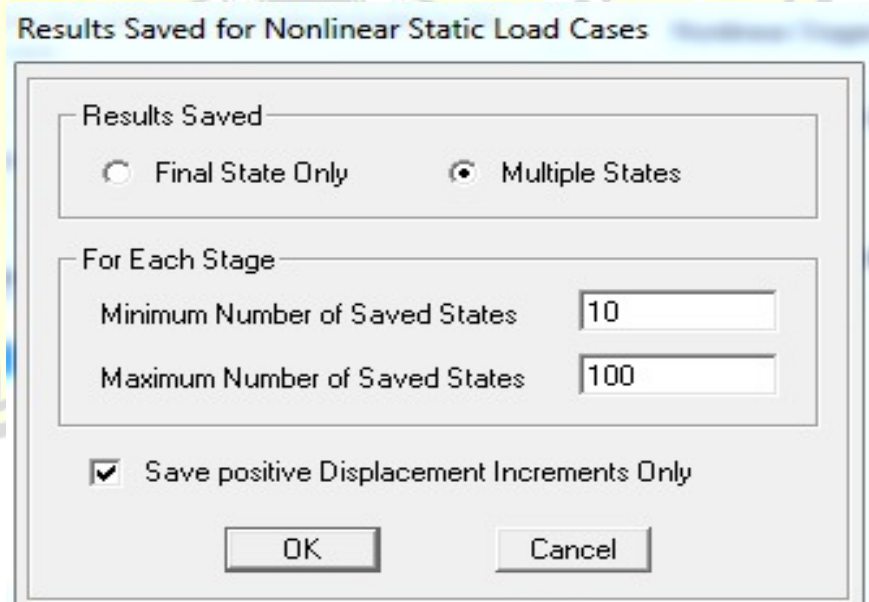 Results Saved for Nonlinear Static Load Cases
Results Saved
Final State Only Multiple States
For Each Stage
Minimum Number of Saved States 10
Maximum Number of Saved States 100
Save positive Displacement Increments Only
OK Cancel